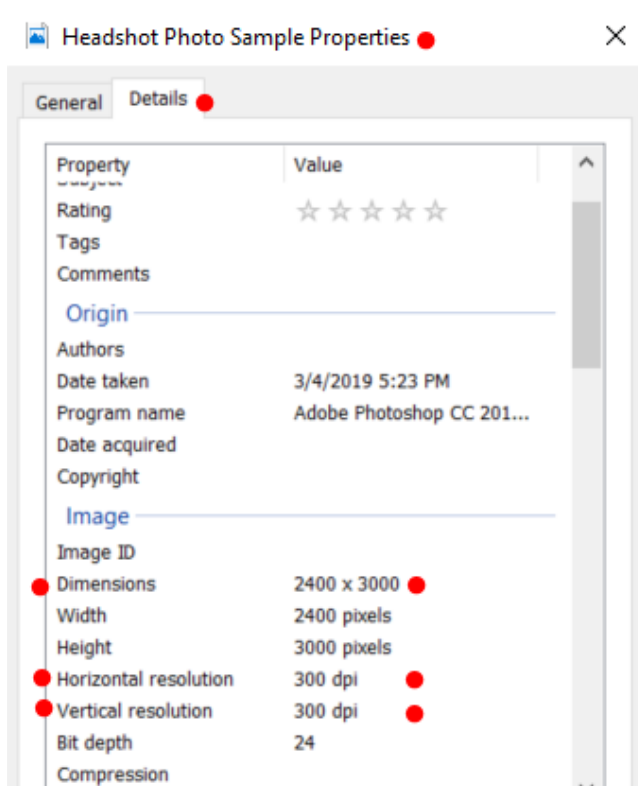 Headshot Photo Sample Properties
General Details
Property Value
Subject
Rating
Tags
Comments
Origin
Authors
Date taken 3/4/2019 5:23 PM
Program name Adobe Photoshop CC 201...
Date acquired
Copyright
Image
Image ID
Dimensions 2400 x 3000
Width 2400 pixels
Height 3000 pixels
Horizontal resolution 300 dpi
Vertical resolution 300 dpi
Bit depth 24
Compression